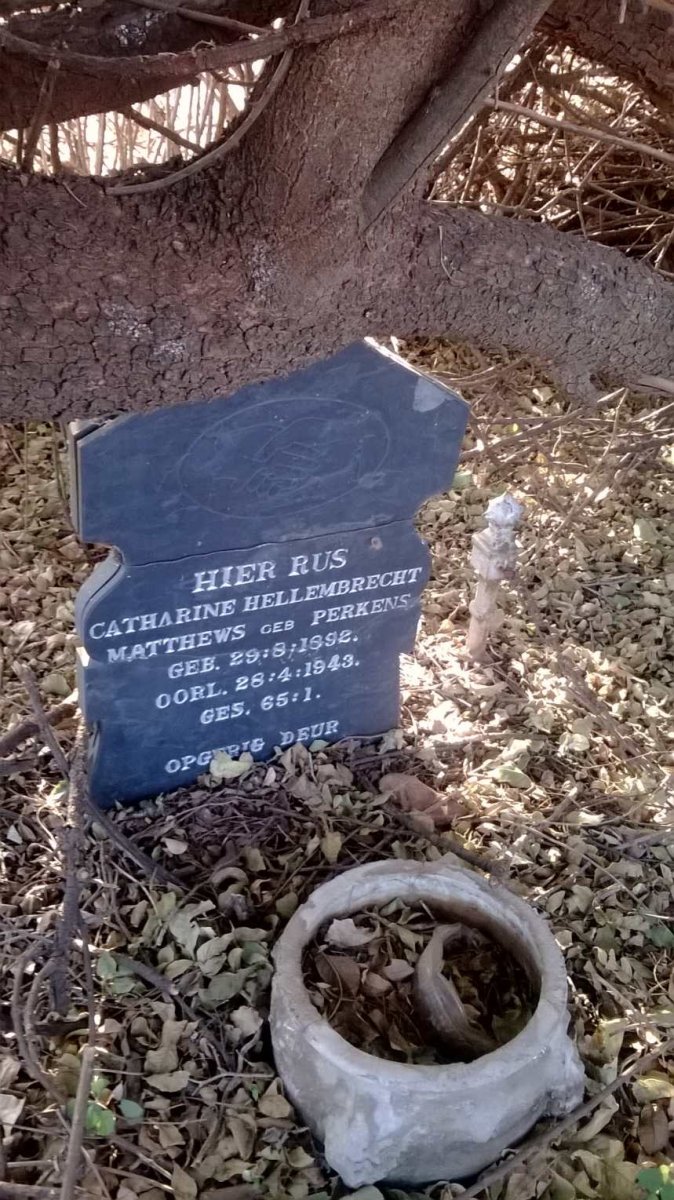 HIER RUS
CATHARINE HELLEMBRECHT
MATTHEWS GEB PERKENS.
GEB. 29:8:1892.
OORL. 28:4:1943.
GES. 65:1.
OPGERIG DEUR